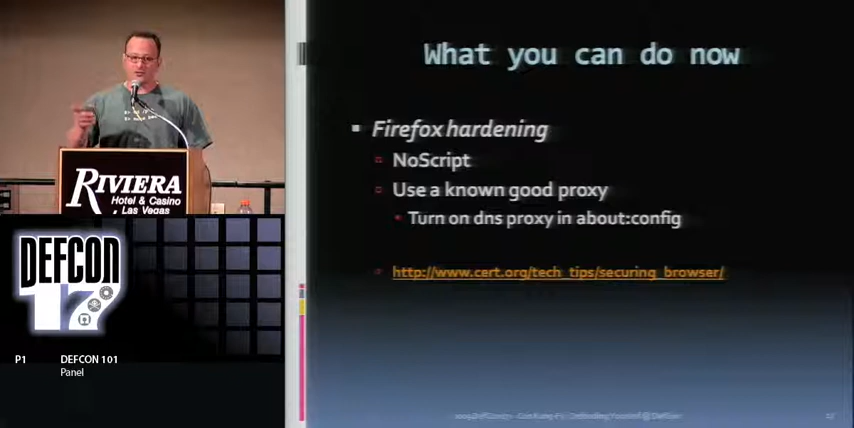 RIVIERA
Hotel & Casino
Las Vegas
DEFCON
17
P1 DEFCON 101
Panel
What you can do now
Firefox hardening
NoScript
Use a known good proxy
Turn on dns proxy in about:config
http://www.cert.org/tech_tips/securing_browser/